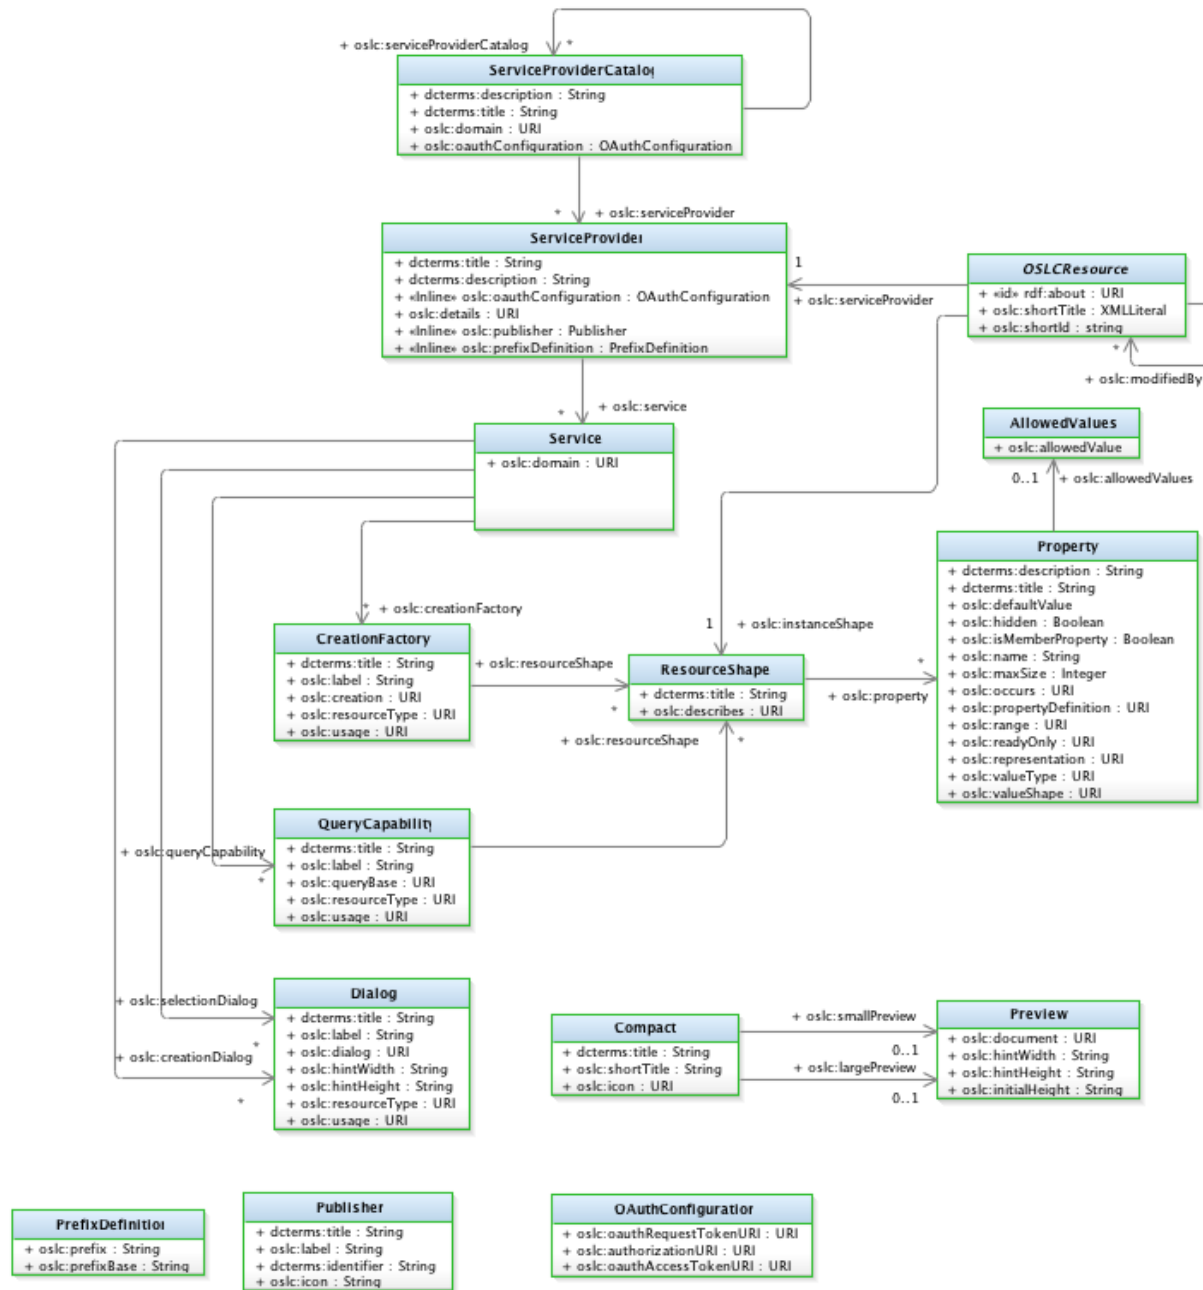 + oslc:serviceProviderCatalog
*
ServiceProviderCatalog
+ dcterms:description : String
+ dcterms:title : String
+ oslc:domain : URI
+ oslc:oauthConfiguration : OAuthConfiguration
* + oslc:serviceProvider
ServiceProvider
+ dcterms:title : String
+ dcterms:description : String
+ «Inline» oslc:oauthConfiguration : OAuthConfiguration
+ oslc:details : URI
+ «Inline» oslc:publisher : Publisher
+ «Inline» oslc:prefixDefinition : PrefixDefinition
1
+ oslc:serviceProvider
OSLCResource
+ «id» rdf:about : URI
+ oslc:shortTitle : XMLLiteral
+ oslc:shortId : string
*
+ oslc:modifiedBy
* + oslc:service
Service
+ oslc:domain : URI
AllowedValues
+ oslc:allowedValue
0..1 + oslc:allowedValues
Property
+ dcterms:description : String
+ dcterms:title : String
+ oslc:defaultValue
+ oslc:hidden : Boolean
+ oslc:isMemberProperty : Boolean
+ oslc:name : String
+ oslc:maxSize : Integer
+ oslc:occurs : URI
+ oslc:propertyDefinition : URI
+ oslc:range : URI
+ oslc:readyOnly : URI
+ oslc:representation : URI
+ oslc:valueType : URI
+ oslc:valueShape : URI
* + oslc:creationFactory
CreationFactory
+ dcterms:title : String
+ oslc:label : String
+ oslc:creation : URI
+ oslc:resourceType : URI
+ oslc:usage : URI
+ oslc:resourceShape
*
1 + oslc:instanceShape
ResourceShape
+ dcterms:title : String
+ oslc:describes : URI
*
+ oslc:property
+ oslc:resourceShape *
QueryCapability
+ dcterms:title : String
+ oslc:label : String
+ oslc:queryBase : URI
+ oslc:resourceType : URI
+ oslc:usage : URI
+ oslc:queryCapability
*
Dialog
+ dcterms:title : String
+ oslc:label : String
+ oslc:dialog : URI
+ oslc:hintWidth : String
+ oslc:hintHeight : String
+ oslc:resourceType : URI
+ oslc:usage : URI
+ oslc:selectionDialog
*
+ oslc:creationDialog
*
Compact
+ dcterms:title : String
+ oslc:shortTitle : String
+ oslc:icon : URI
+ oslc:smallPreview
0..1
+ oslc:largePreview
0..1
Preview
+ oslc:document : URI
+ oslc:hintWidth : String
+ oslc:hintHeight : String
+ oslc:initialHeight : String
PrefixDefinition
+ oslc:prefix : String
+ oslc:prefixBase : String
Publisher
+ dcterms:title : String
+ oslc:label : String
+ dcterms:identifier : String
+ oslc:icon : String
OAuthConfiguration
+ oslc:oauthRequestTokenURI : URI
+ oslc:authorizationURI : URI
+ oslc:oauthAccessTokenURI : URI